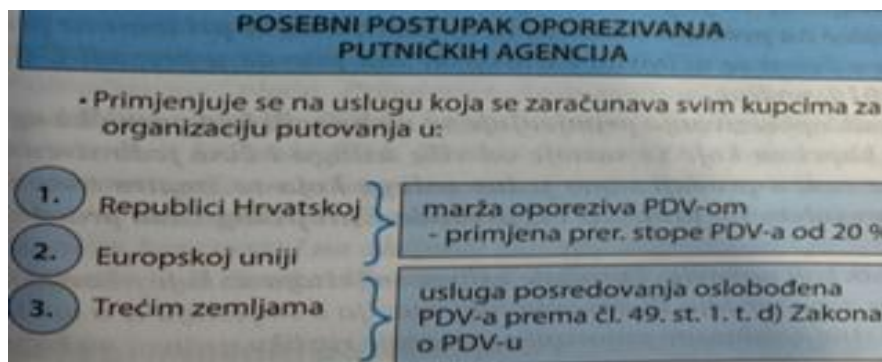 POSEBNI POSTUPAK OPOREZIVANJA
PUTNIČKIH AGENCIJA
• Primjenjuje se na uslugu koja se zaračunava svim kupcima za
organizaciju putovanja u:
1. Republici Hrvatskoj
2. Europskoj uniji
marža oporeziva PDV-om
- primjena prer. stope PDV-a od 20 %
3. Trećim zemljama
usluga posredovanja oslobođena
PDV-a prema čl. 49. st. 1. t. d) Zakona
o PDV-u